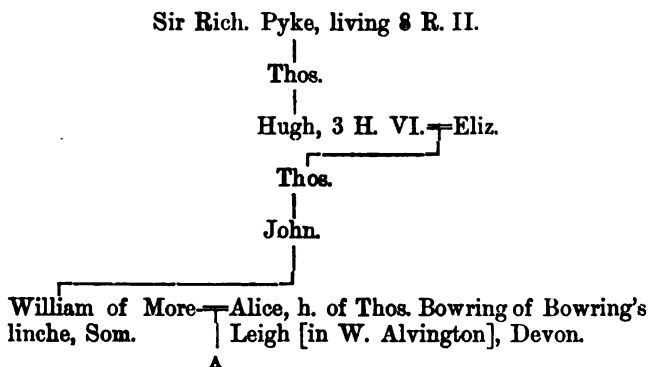 Sir Rich. Pyke, living 8 R. II.
Thos.
Hugh, 3 H. VI.=Eliz.
Thos.
John.
William of More=Alice, h. of Thos. Bowring of Bowring's
linche, Som. Leigh [in W. Alvington], Devon.
A